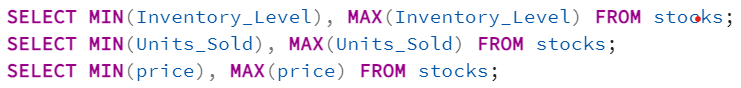 SELECT MIN(Inventory_Level), MAX(Inventory_Level) FROM stocks;
SELECT MIN(Units_Sold), MAX(Units_Sold) FROM stocks;
SELECT MIN(price), MAX(price) FROM stocks;